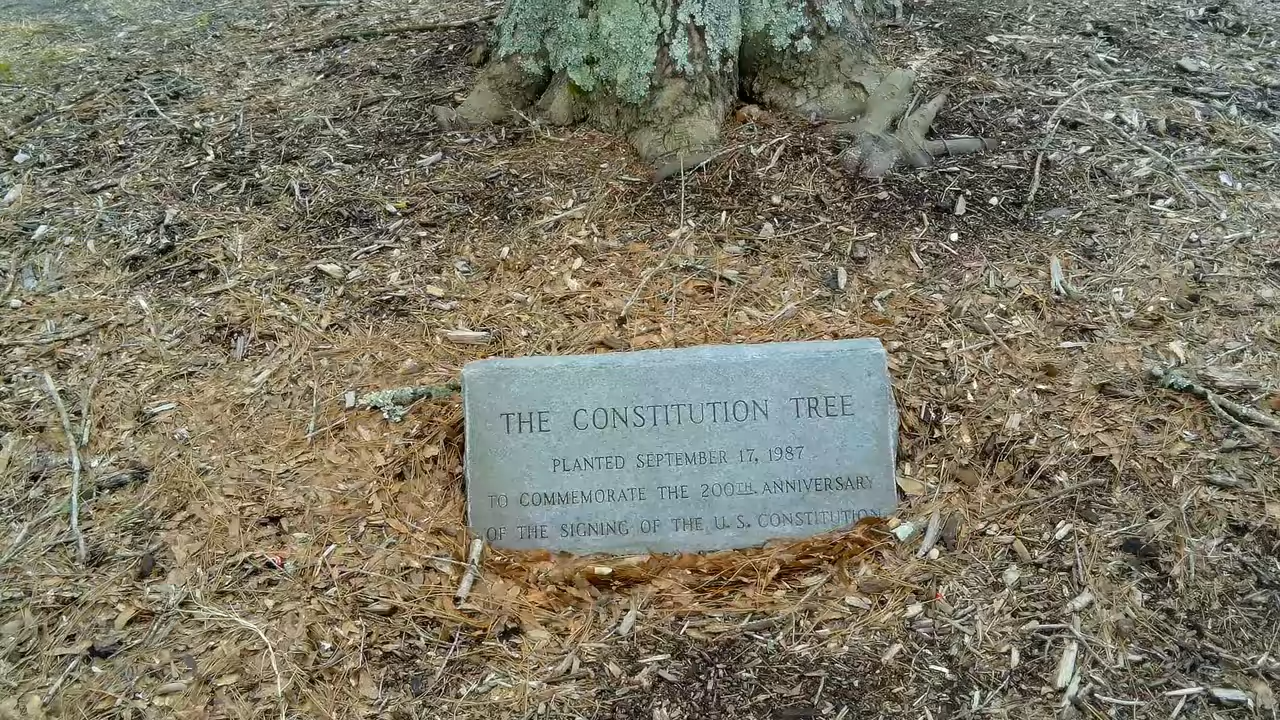 THE CONSTITUTION TREE
PLANTED SEPTEMBER 17, 1987
TO COMMEMORATE THE 200TH. ANNIVERSARY
OF THE SIGNING OF THE U. S. CONSTITUTION